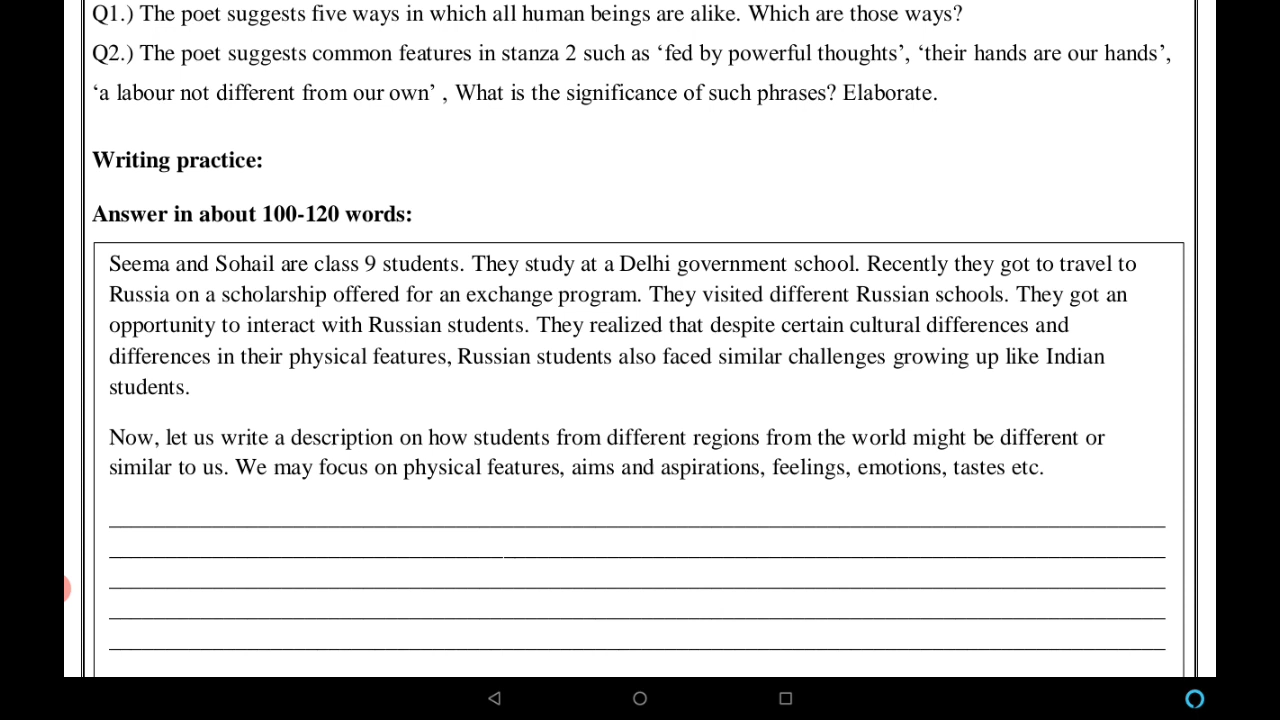 Q1.) The poet suggests five ways in which all human beings are alike. Which are those ways?
Q2.) The poet suggests common features in stanza 2 such as ‘fed by powerful thoughts’, ‘their hands are our hands’,
‘a labour not different from our own’ , What is the significance of such phrases? Elaborate.
Writing practice:
Answer in about 100-120 words:
Seema and Sohail are class 9 students. They study at a Delhi government school. Recently they got to travel to
Russia on a scholarship offered for an exchange program. They visited different Russian schools. They got an
opportunity to interact with Russian students. They realized that despite certain cultural differences and
differences in their physical features, Russian students also faced similar challenges growing up like Indian
students.
Now, let us write a description on how students from different regions from the world might be different or
similar to us. We may focus on physical features, aims and aspirations, feelings, emotions, tastes etc.